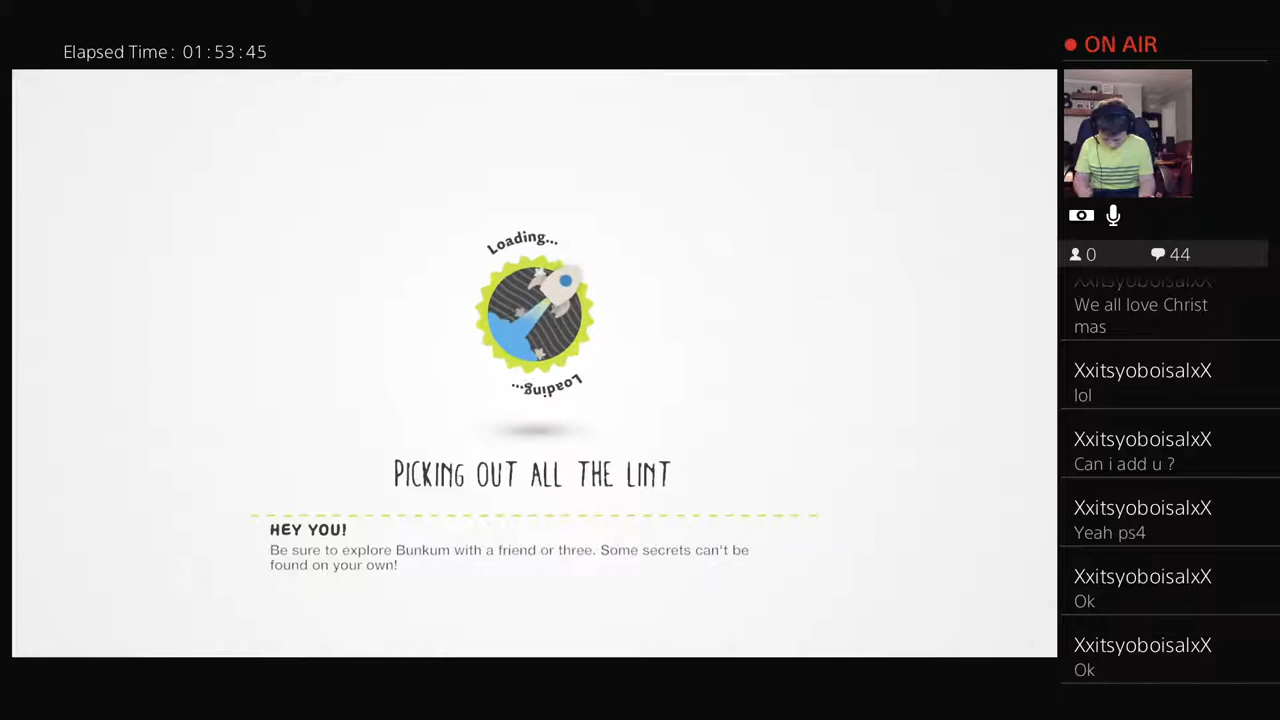 Elapsed Time: 01:53:45
ON AIR
Loading...
Loading...
PICKING OUT ALL THE LINT
HEY YOU!
Be sure to explore Bunkum with a friend or three. Some secrets can't be
found on your own!
0
44
XxitsyoboisalxX
We all love Christ
mas
XxitsyoboisalxX
lol
XxitsyoboisalxX
Can i add u ?
XxitsyoboisalxX
Yeah ps4
XxitsyoboisalxX
Ok
XxitsyoboisalxX
Ok